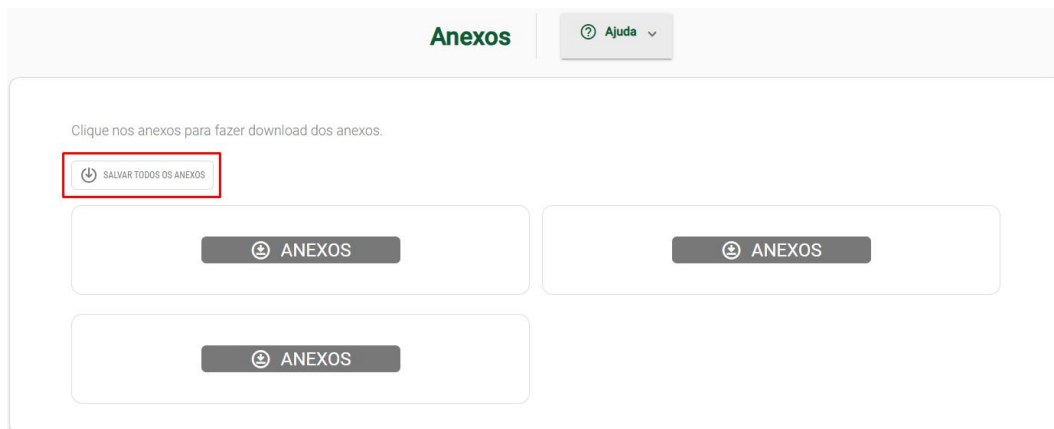 Anexos
Ajuda
Clique nos anexos para fazer download dos anexos.
SALVAR TODOS OS ANEXOS
ANEXOS
ANEXOS
ANEXOS